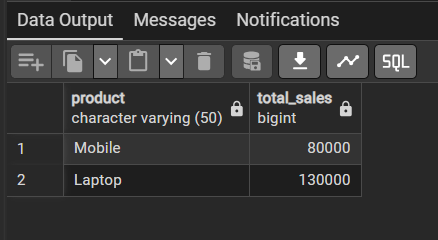 Data Output Messages Notifications
SQL
product total_sales
character varying (50) bigint
1 Mobile 80000
2 Laptop 130000